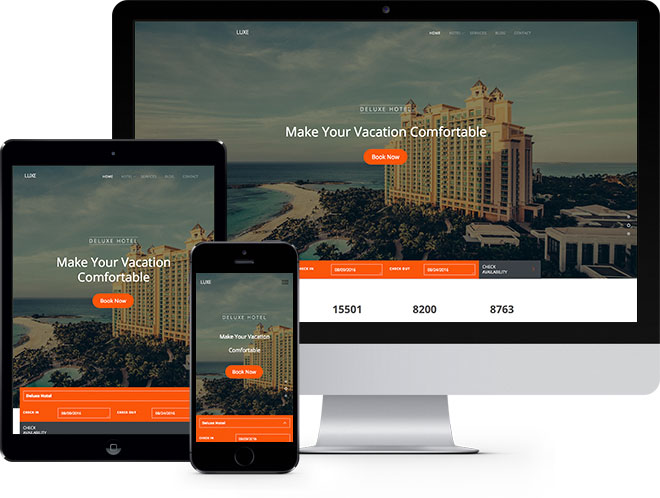 LUXE
HOME HOTEL SERVICES BLOG CONTACT
DELUXE HOTEL
Make Your Vacation Comfortable
Book Now
CHECK IN 08/03/2016 CHECK OUT 08/04/2016 CHECK
AVAILABILITY
15501 8200 8763
LUXE
HOME HOTEL SERVICES BLOG CONTACT
DELUXE HOTEL
Make Your Vacation
Comfortable
Book Now
Deluxe Hotel
CHECK IN 08/03/2016 CHECK OUT 08/04/2016
CHECK
AVAILABILITY
LUXE
DELUXE HOTEL
Make Your Vacation
Comfortable
Book Now
Deluxe Hotel
CHECK IN 08/03/2016